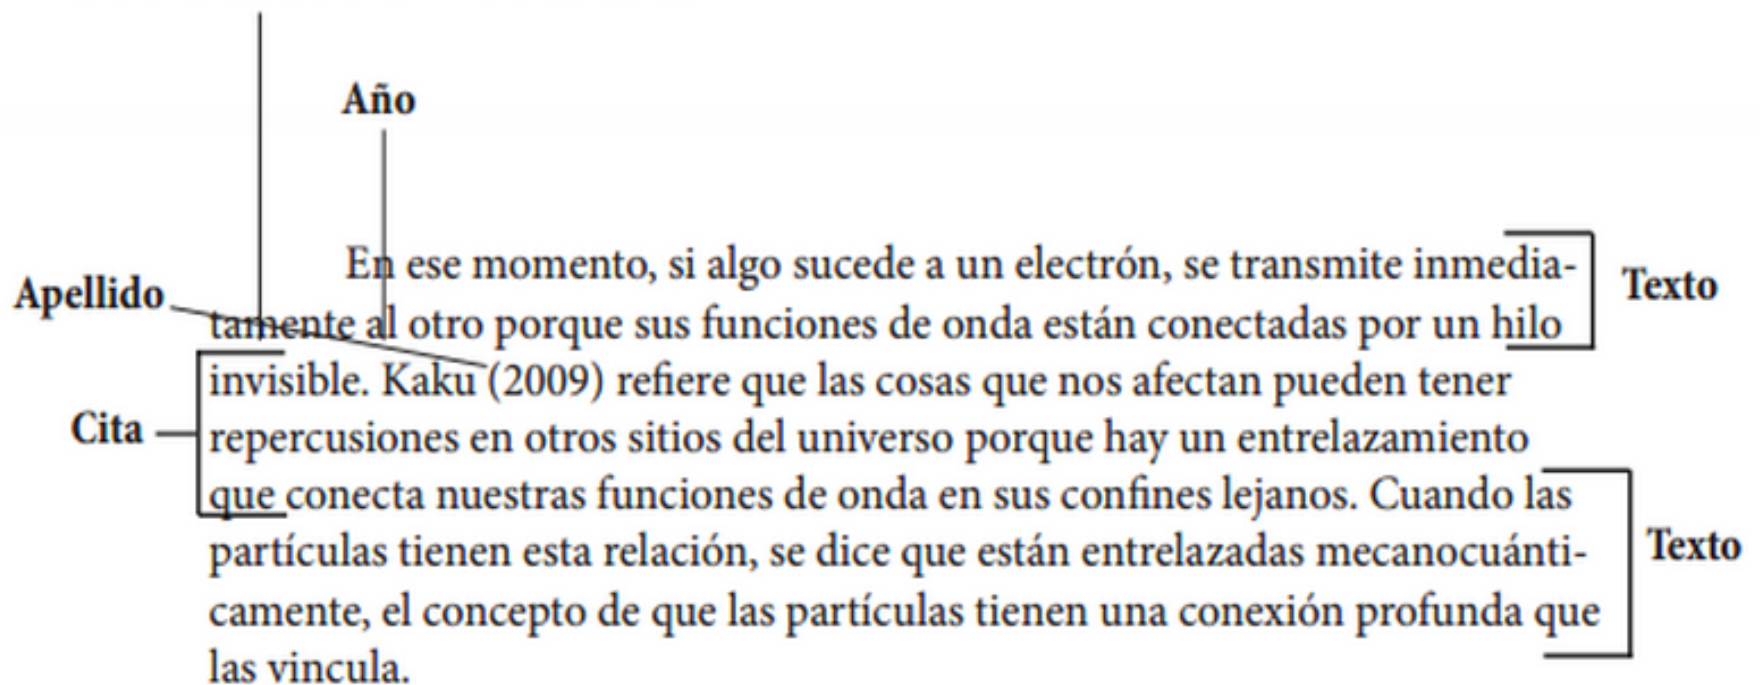 Año
En ese momento, si algo sucede a un electrón, se transmite inmedia-
Texto
Apellido
tamente al otro porque sus funciones de onda están conectadas por un hilo
invisible. Kaku (2009) refiere que las cosas que nos afectan pueden tener
Cita
repercusiones en otros sitios del universo porque hay un entrelazamiento
que conecta nuestras funciones de onda en sus confines lejanos. Cuando las
partículas tienen esta relación, se dice que están entrelazadas mecanocuánti-
Texto
camente, el concepto de que las partículas tienen una conexión profunda que
las vincula.